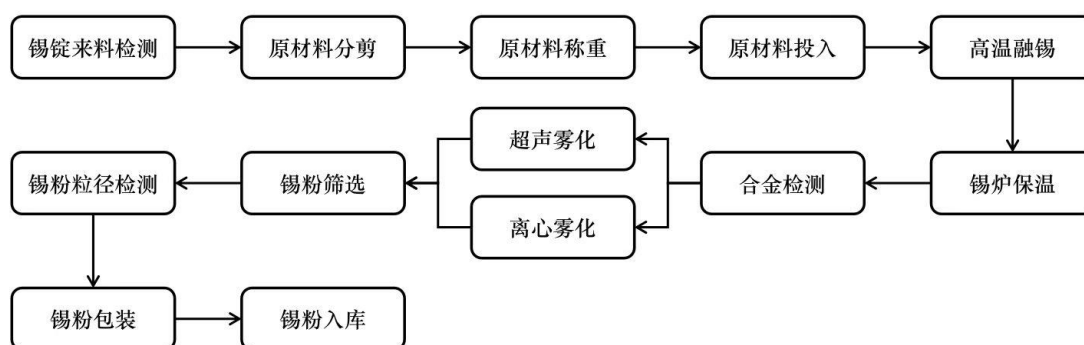 锡锭来料检测
原材料分剪
原材料称重
原材料投入
高温融锡
锡炉保温
合金检测
超声雾化
离心雾化
锡粉筛选
锡粉粒径检测
锡粉包装
锡粉入库